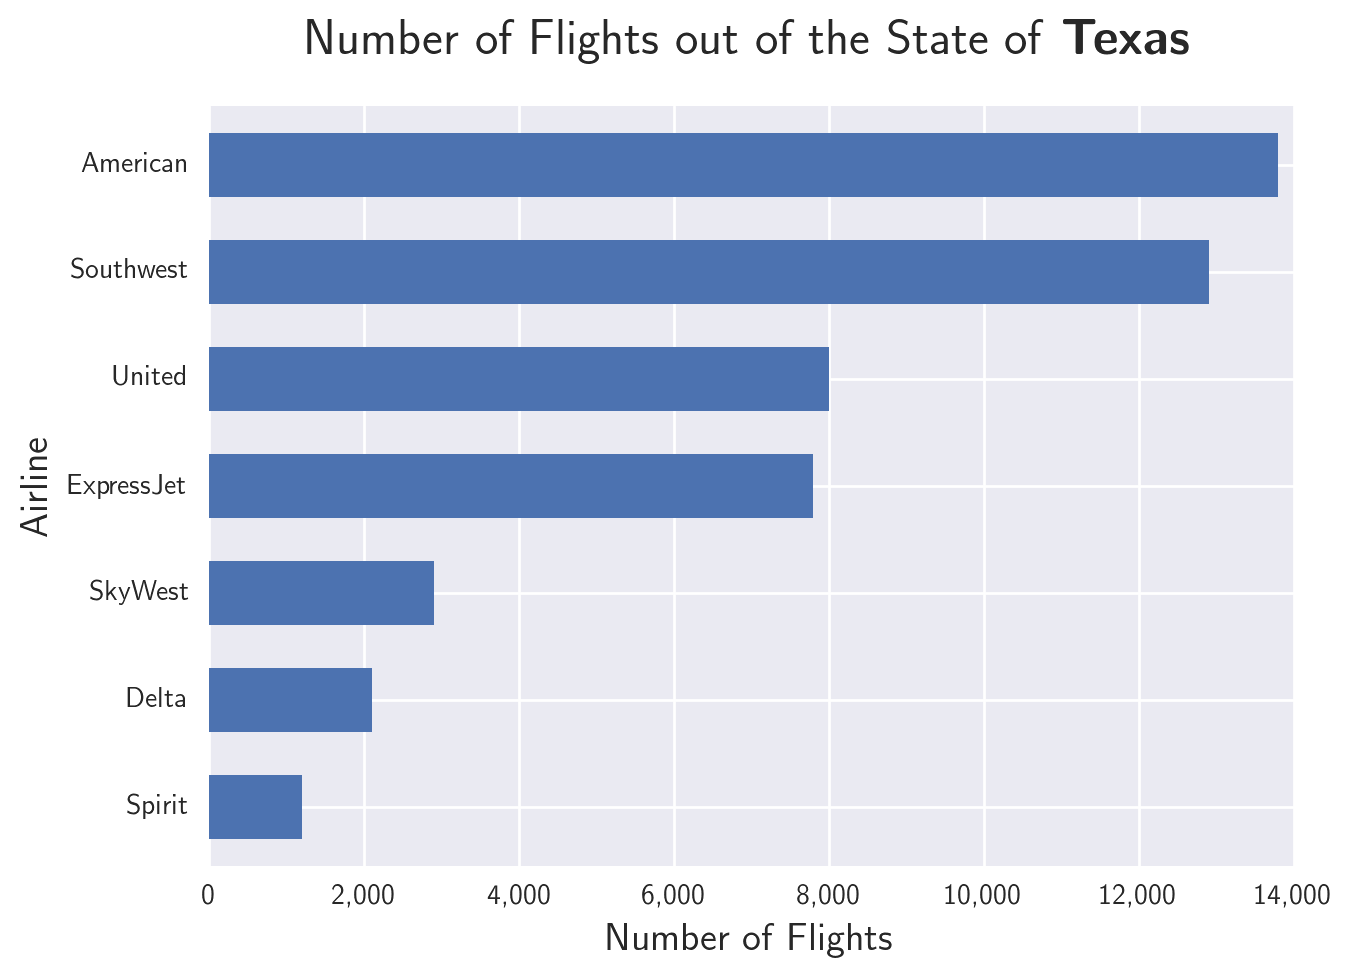 Number of Flights out of the State of Texas
American
Southwest
United
ExpressJet
SkyWest
Delta
Spirit
Airline
0 2,000 4,000 6,000 8,000 10,000 12,000 14,000
Number of Flights